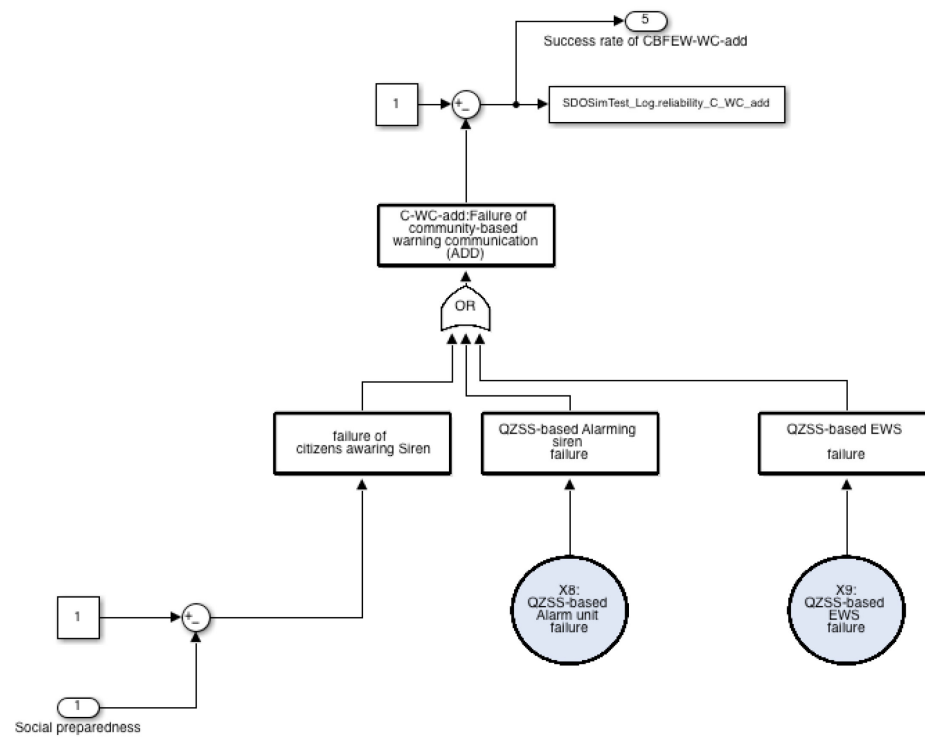 5
Success rate of CBFEW-WC-add
1
+
−
SDOSimTest_Log.reliability_C_WC_add
C-WC-add:Failure of
community-based
warning communication
(ADD)
OR
failure of
citizens awaring Siren
QZSS-based Alarming
siren
failure
QZSS-based EWS
failure
X8:
QZSS-based
Alarm unit
failure
X9:
QZSS-based
EWS
failure
1
+
−
1
Social preparedness